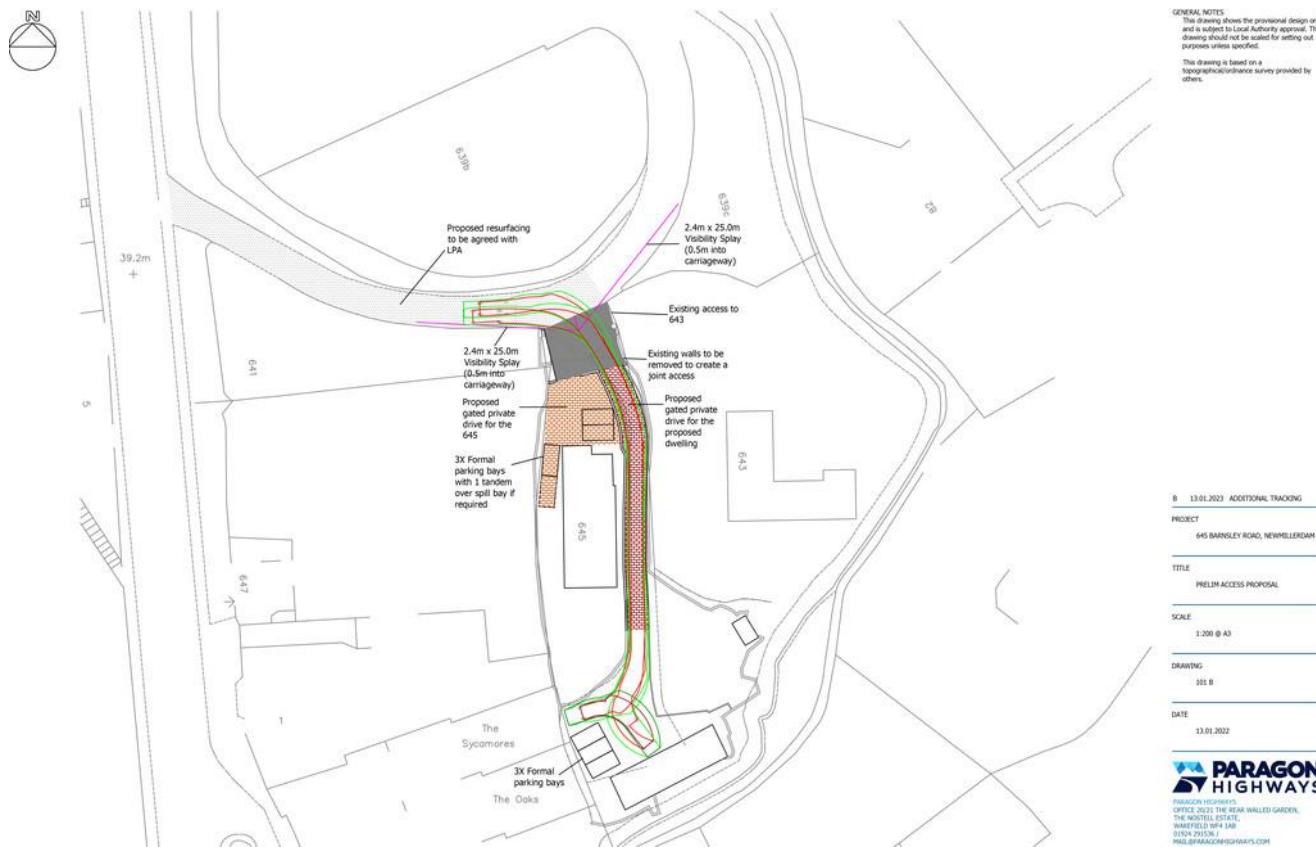 N
GENERAL NOTES
This drawing shows the provisional design on
and is subject to Local Authority approval. Th
drawing should not be scaled for setting out
purposes unless specified.
This drawing is based on a
topographical/ordnance survey provided by
others.
639b
639c
82
Proposed resurfacing
to be agreed with
LPA
2.4m x 25.0m
Visibility Splay
(0.5m into
carriageway)
39.2m
Existing access to
643
2.4m x 25.0m
Visibility Splay
(0.5m into
carriageway)
Existing walls to be
removed to create a
joint access
641
5
Proposed
gated private
drive for the
645
Proposed
gated private
drive for the
proposed
dwelling
3X Formal
parking bays
with 1 tandem
over spill bay if
required
643
645
647
1
The
Sycamores
3X Formal
parking bays
The Oaks
B 13.01.2023 ADDITIONAL TRACKING
PROJECT
645 BARNSLEY ROAD, NEWMILLERDAM
TITLE
PRELIM ACCESS PROPOSAL
SCALE
1:200 @ A3
DRAWING
101 B
DATE
13.01.2022
PARAGON
HIGHWAYS
PARAGON HIGHWAYS
OFFICE 20/21 THE REAR WALLED GARDEN,
THE NOSTELL ESTATE,
WAKEFIELD WF4 1AB
01924 291536 /
MAIL@PARAGONHIGHWAYS.COM